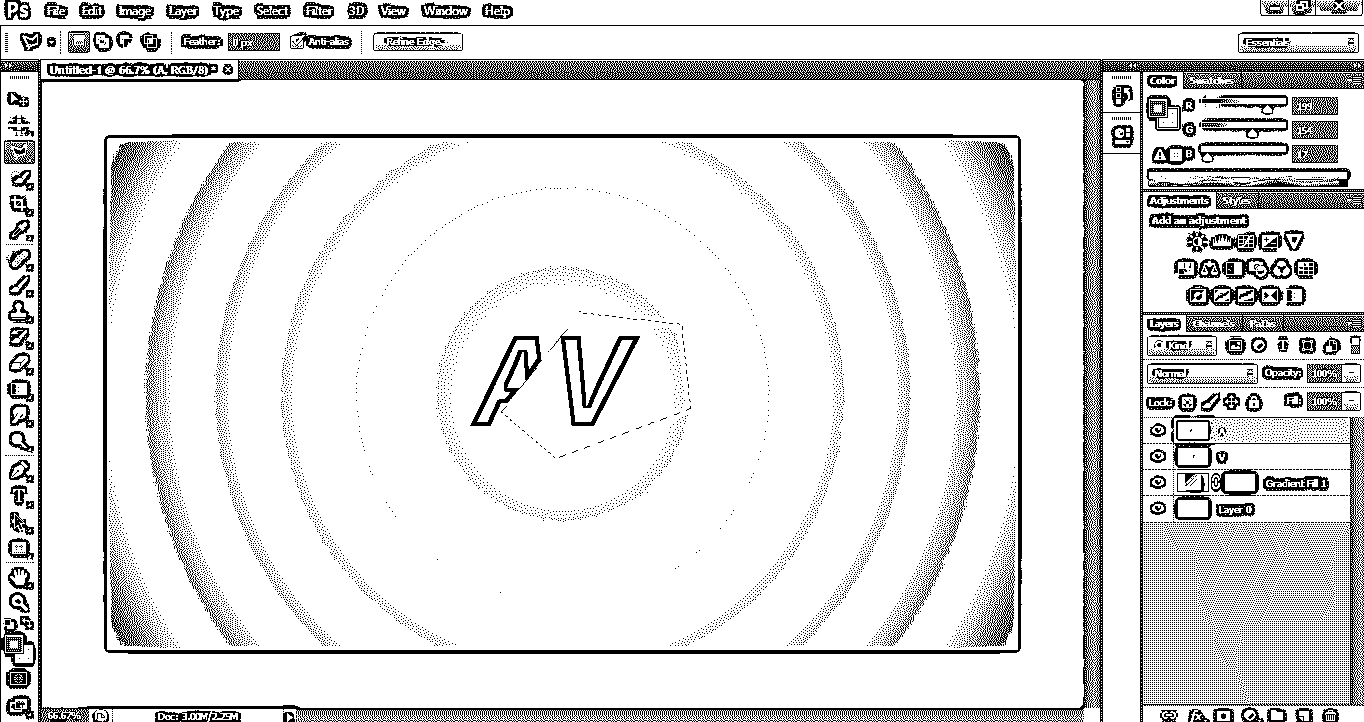 Ps File Edit Image Layer Type Select Filter 3D View Window Help
Feather: 0 px Anti-alias Refine Edge... Essentials
Untitled-1 @ 66.7% (A, RGB/8) * ×
Color Swatches
R
G
B
Adjustments Styles
Add an adjustment
AV
Layers Channels Paths
Kind
Normal Opacity: 100%
Lock: Fill: 100%
A
V
Gradient Fill 1
Layer 0
66.67% Doc: 3.00M/2.25M